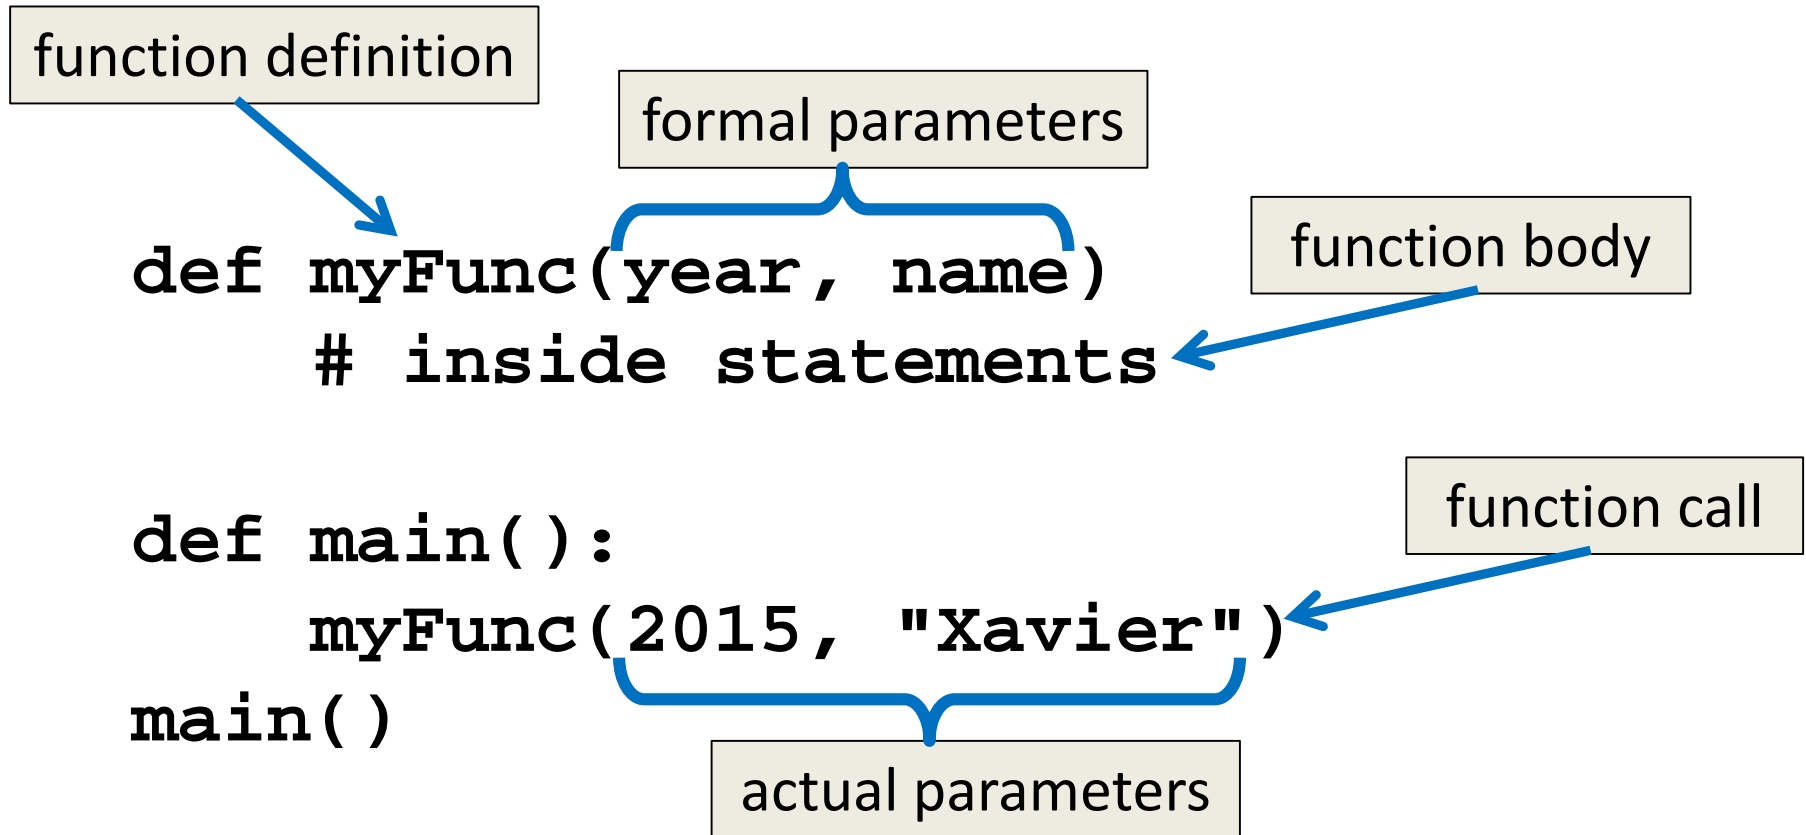 function definition
formal parameters
def myFunc(year, name)
function body
# inside statements
function call
def main():
myFunc(2015, "Xavier")
main()
actual parameters